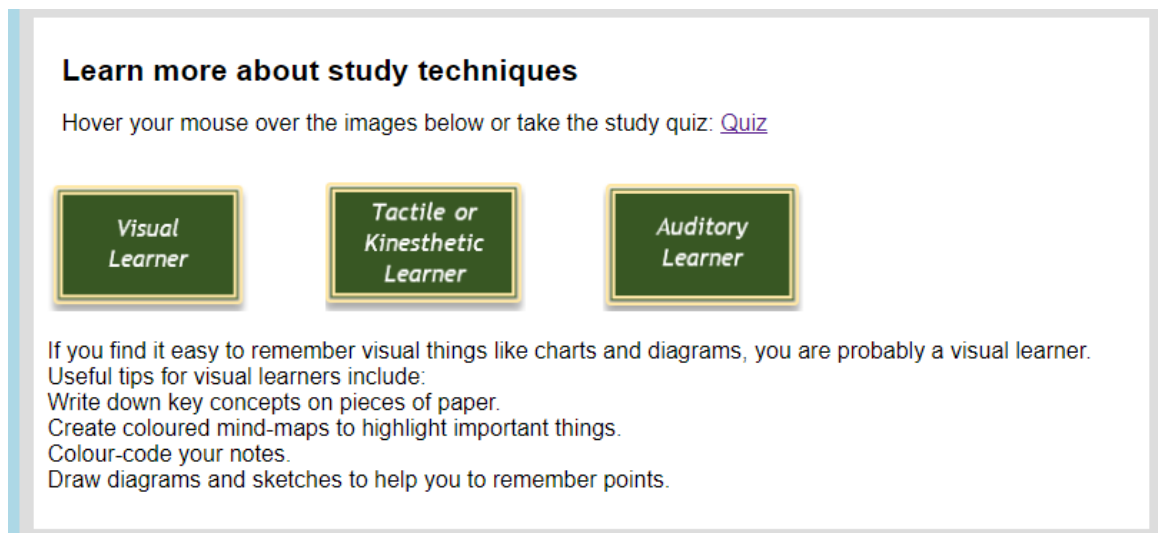 Learn more about study techniques
Hover your mouse over the images below or take the study quiz: Quiz
Visual
Learner
Tactile or
Kinesthetic
Learner
Auditory
Learner
If you find it easy to remember visual things like charts and diagrams, you are probably a visual learner.
Useful tips for visual learners include:
Write down key concepts on pieces of paper.
Create coloured mind-maps to highlight important things.
Colour-code your notes.
Draw diagrams and sketches to help you to remember points.